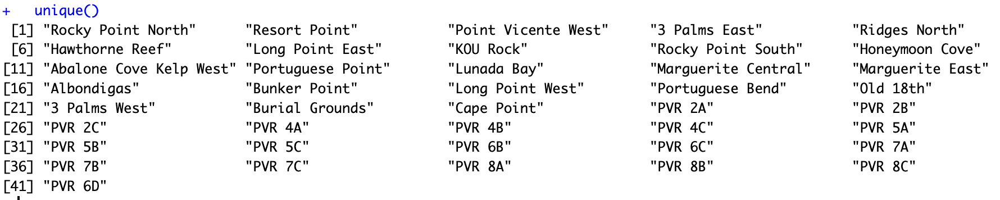 +   unique()
 [1] "Rocky Point North"       "Resort Point"            "Point Vicente West"      "3 Palms East"            "Ridges North"
 [6] "Hawthorne Reef"          "Long Point East"         "KOU Rock"                "Rocky Point South"       "Honeymoon Cove"
[11] "Abalone Cove Kelp West" "Portuguese Point"        "Lunada Bay"              "Marguerite Central"      "Marguerite East"
[16] "Albondigas"              "Bunker Point"            "Long Point West"         "Portuguese Bend"         "Old 18th"
[21] "3 Palms West"            "Burial Grounds"          "Cape Point"              "PVR 2A"                  "PVR 2B"
[26] "PVR 2C"                  "PVR 4A"                  "PVR 4B"                  "PVR 4C"                  "PVR 5A"
[31] "PVR 5B"                  "PVR 5C"                  "PVR 6B"                  "PVR 6C"                  "PVR 7A"
[36] "PVR 7B"                  "PVR 7C"                  "PVR 8A"                  "PVR 8B"                  "PVR 8C"
[41] "PVR 6D"